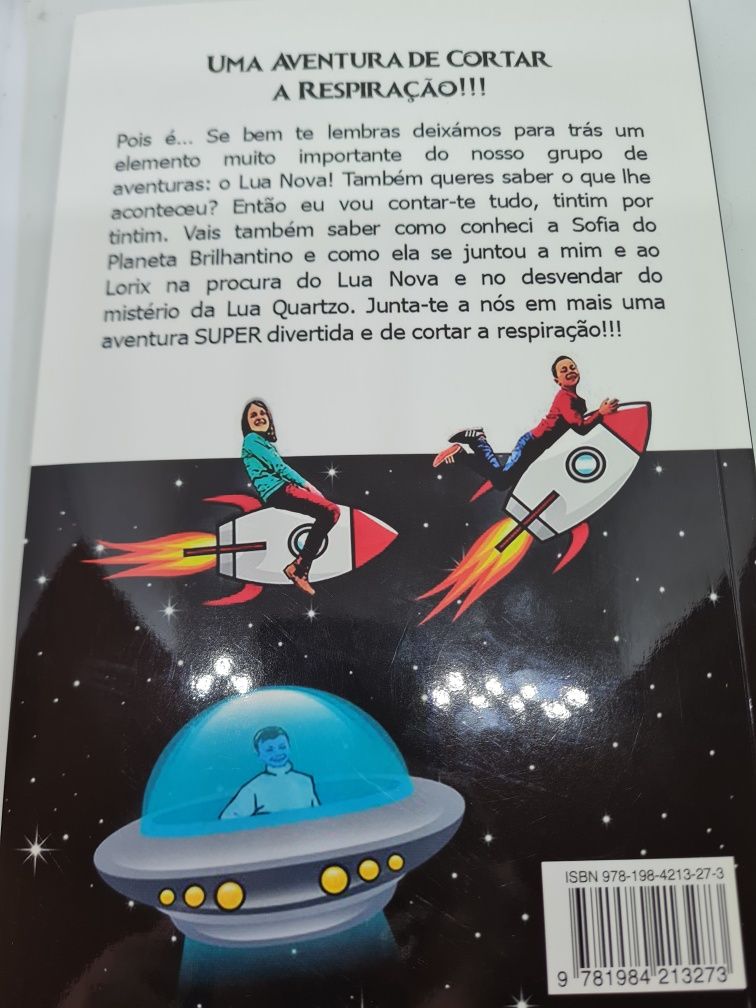 UMA AVENTURA DE CORTAR
A RESPIRAÇÃO!!!
Pois é... Se bem te lembras deixámos para trás um
elemento muito importante do nosso grupo de
aventuras: o Lua Nova! Também queres saber o que lhe
aconteceu? Então eu vou contar-te tudo, tintim por
tintim. Vais também saber como conheci a Sofia do
Planeta Brilhantino e como ela se juntou a mim e ao
Lorix na procura do Lua Nova e no desvendar do
mistério da Lua Quartzo. Junta-te a nós em mais uma
aventura SUPER divertida e de cortar a respiração!!!
ISBN 978-198-4213-27-3
9 781984 213273